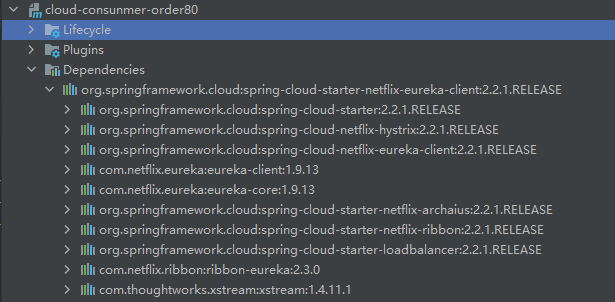 cloud-consunmer-order80
Lifecycle
Plugins
Dependencies
org.springframework.cloud:spring-cloud-starter-netflix-eureka-client:2.2.1.RELEASE
org.springframework.cloud:spring-cloud-starter:2.2.1.RELEASE
org.springframework.cloud:spring-cloud-netflix-hystrix:2.2.1.RELEASE
org.springframework.cloud:spring-cloud-netflix-eureka-client:2.2.1.RELEASE
com.netflix.eureka:eureka-client:1.9.13
com.netflix.eureka:eureka-core:1.9.13
org.springframework.cloud:spring-cloud-starter-netflix-archaius:2.2.1.RELEASE
org.springframework.cloud:spring-cloud-starter-netflix-ribbon:2.2.1.RELEASE
org.springframework.cloud:spring-cloud-starter-loadbalancer:2.2.1.RELEASE
com.netflix.ribbon:ribbon-eureka:2.3.0
com.thoughtworks.xstream:xstream:1.4.11.1